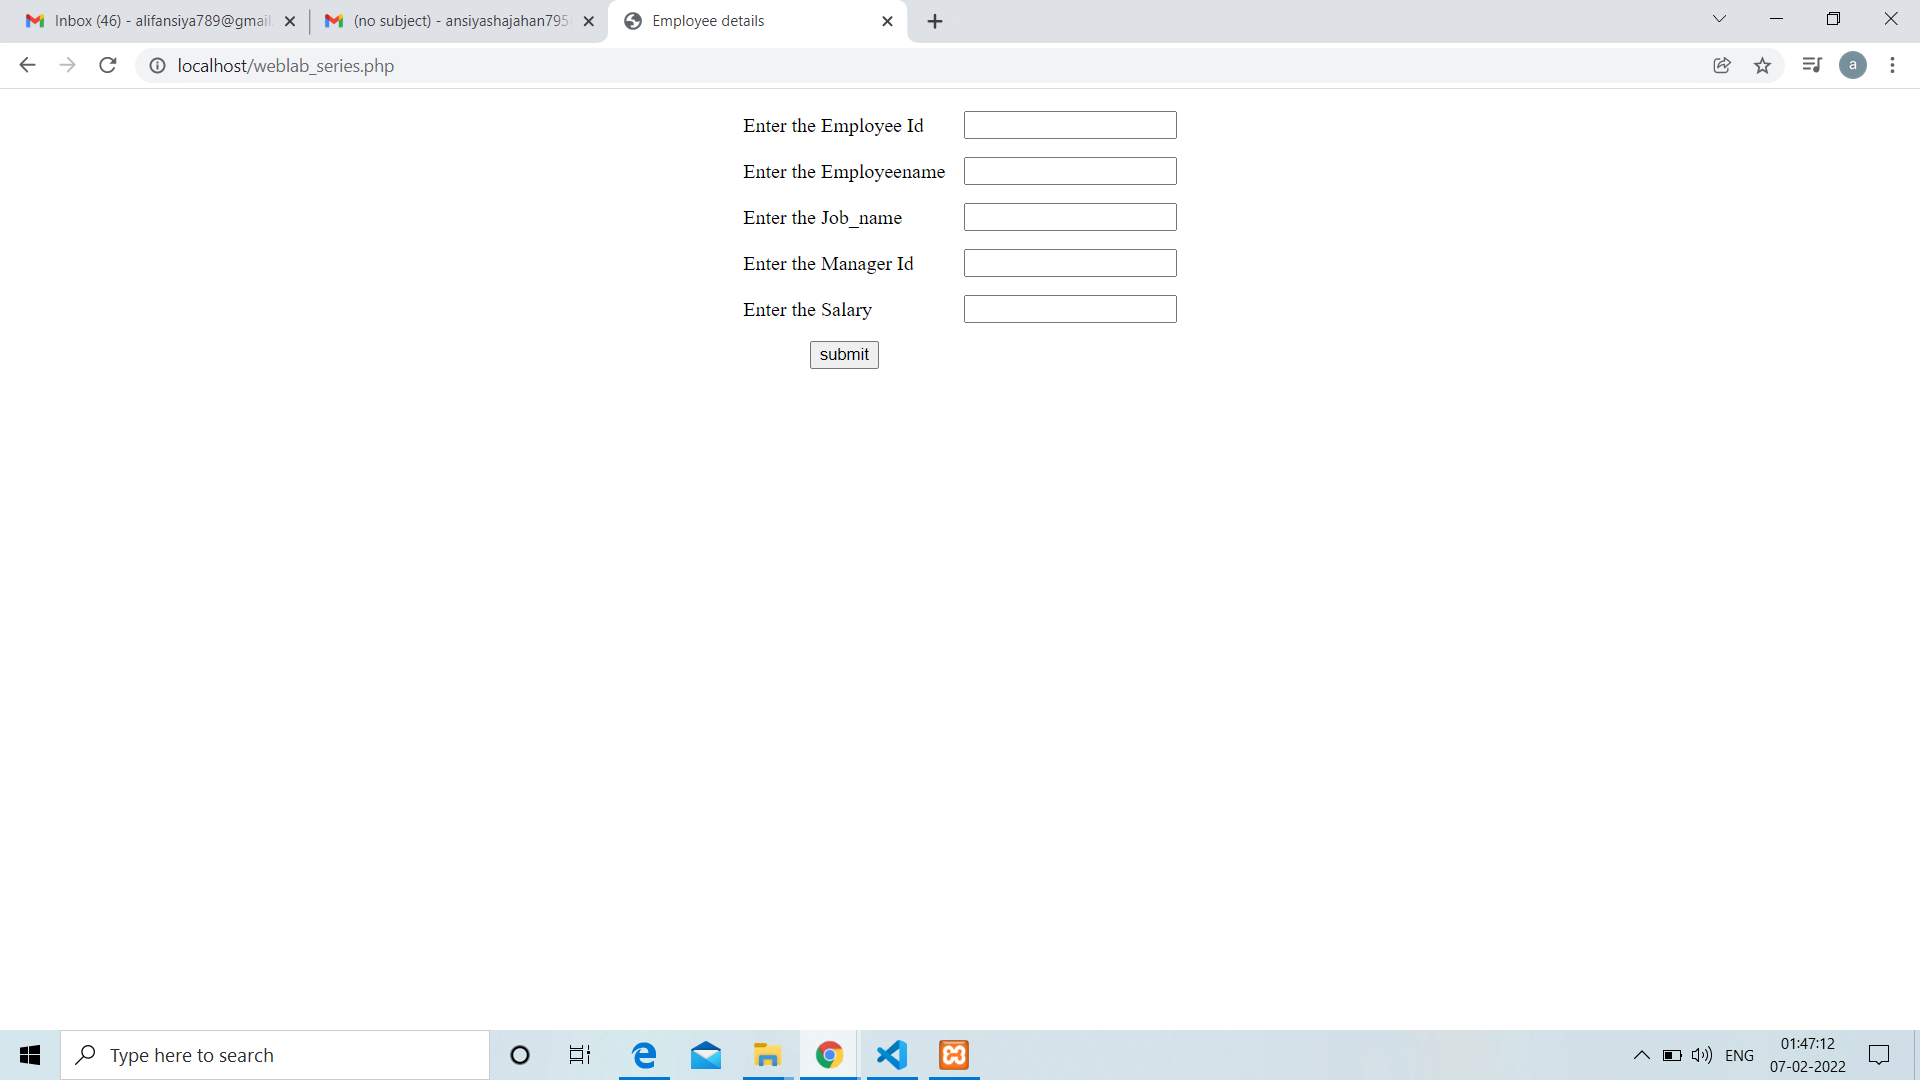 Inbox (46) - alifansiya789@gmail.
(no subject) - ansiyashajahan795
Employee details
localhost/weblab_series.php
a
Enter the Employee Id
Enter the Employeename
Enter the Job_name
Enter the Manager Id
Enter the Salary
submit
Type here to search
ENG
01:47:12
07-02-2022